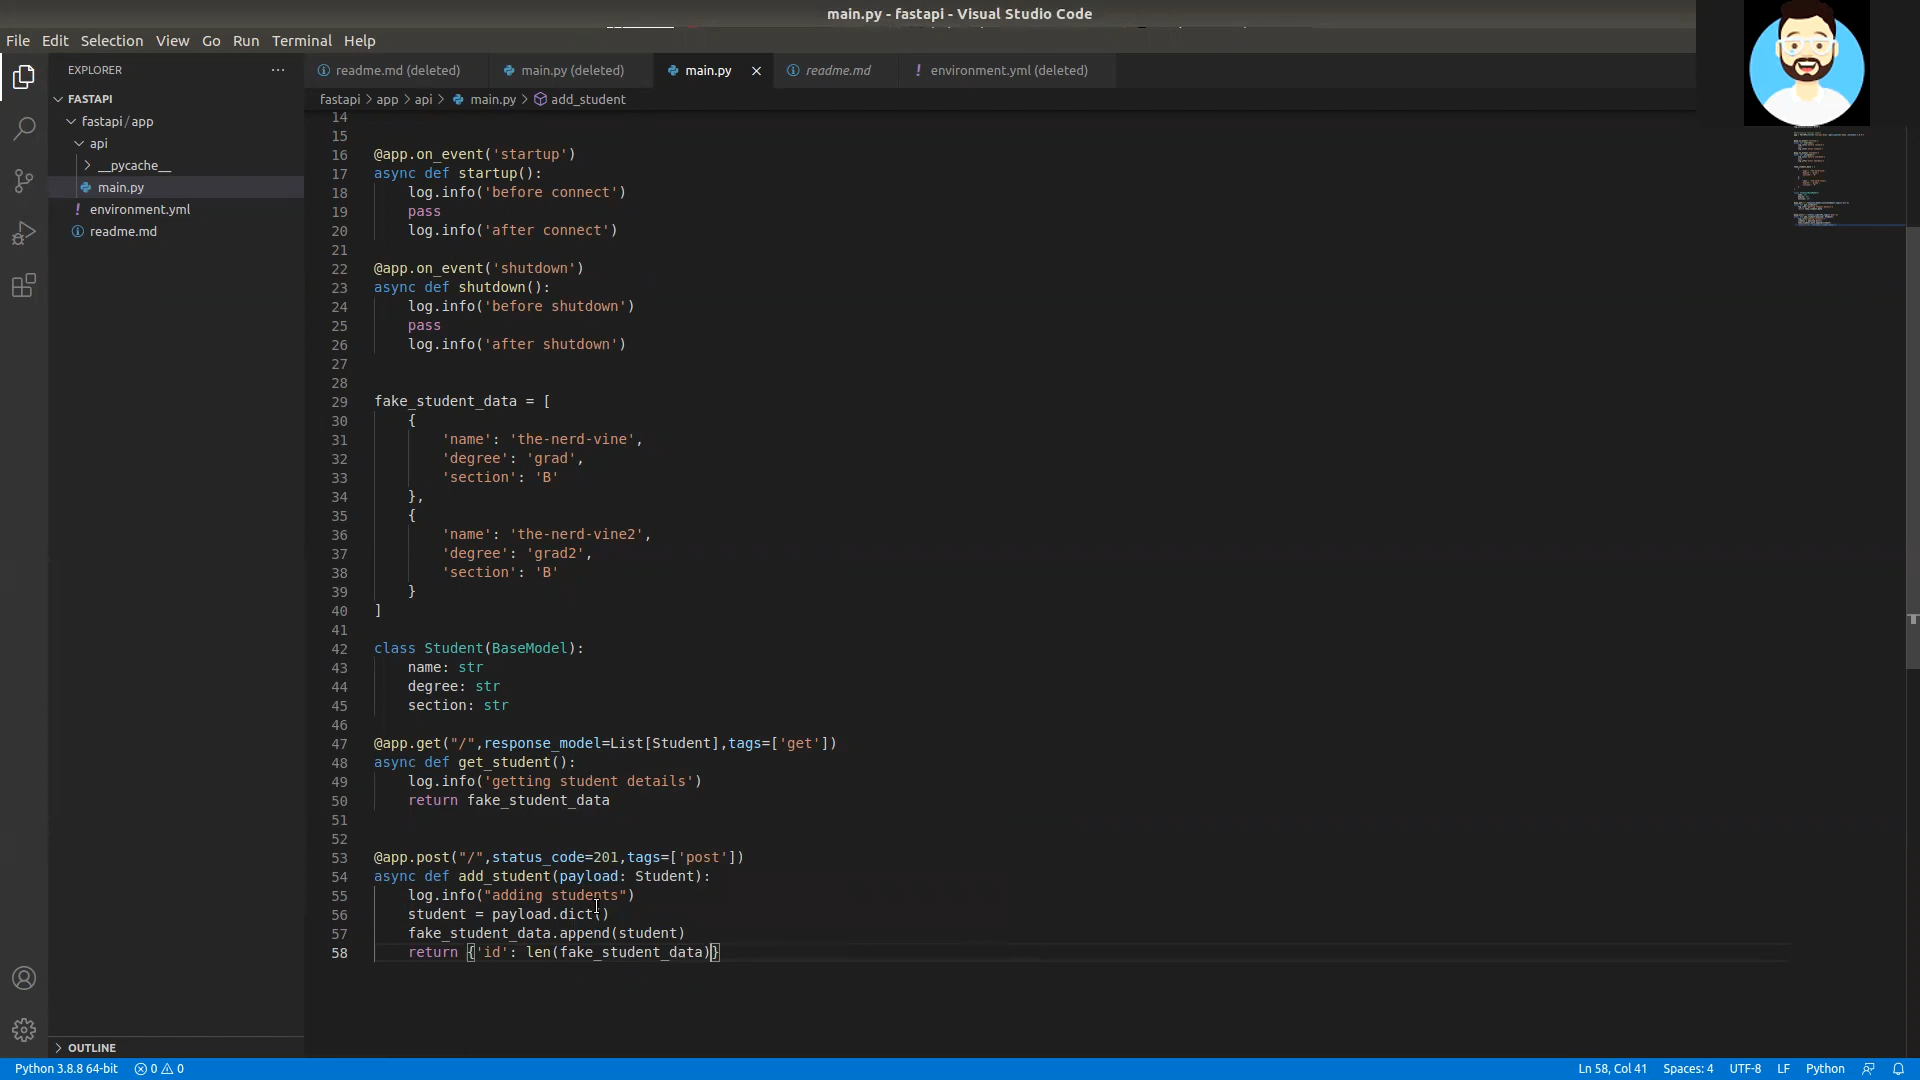 main.py - fastapi - Visual Studio Code
File Edit Selection View Go Run Terminal Help
EXPLORER
FASTAPI
fastapi / app
api
__pycache__
main.py
environment.yml
readme.md
OUTLINE
readme.md (deleted) main.py (deleted) main.py readme.md environment.yml (deleted)
fastapi > app > api > main.py > add_student
14
15
16 @app.on_event('startup')
17 async def startup():
18     log.info('before connect')
19     pass
20     log.info('after connect')
21
22 @app.on_event('shutdown')
23 async def shutdown():
24     log.info('before shutdown')
25     pass
26     log.info('after shutdown')
27
28
29 fake_student_data = [
30     {
31         'name': 'the-nerd-vine',
32         'degree': 'grad',
33         'section': 'B'
34     },
35     {
36         'name': 'the-nerd-vine2',
37         'degree': 'grad2',
38         'section': 'B'
39     }
40 ]
41
42 class Student(BaseModel):
43     name: str
44     degree: str
45     section: str
46
47 @app.get("/",response_model=List[Student],tags=['get'])
48 async def get_student():
49     log.info('getting student details')
50     return fake_student_data
51
52
53 @app.post("/",status_code=201,tags=['post'])
54 async def add_student(payload: Student):
55     log.info("adding students")
56     student = payload.dict()
57     fake_student_data.append(student)
58     return {'id': len(fake_student_data)}
Python 3.8.8 64-bit 0 0 Ln 58, Col 41 Spaces: 4 UTF-8 LF Python